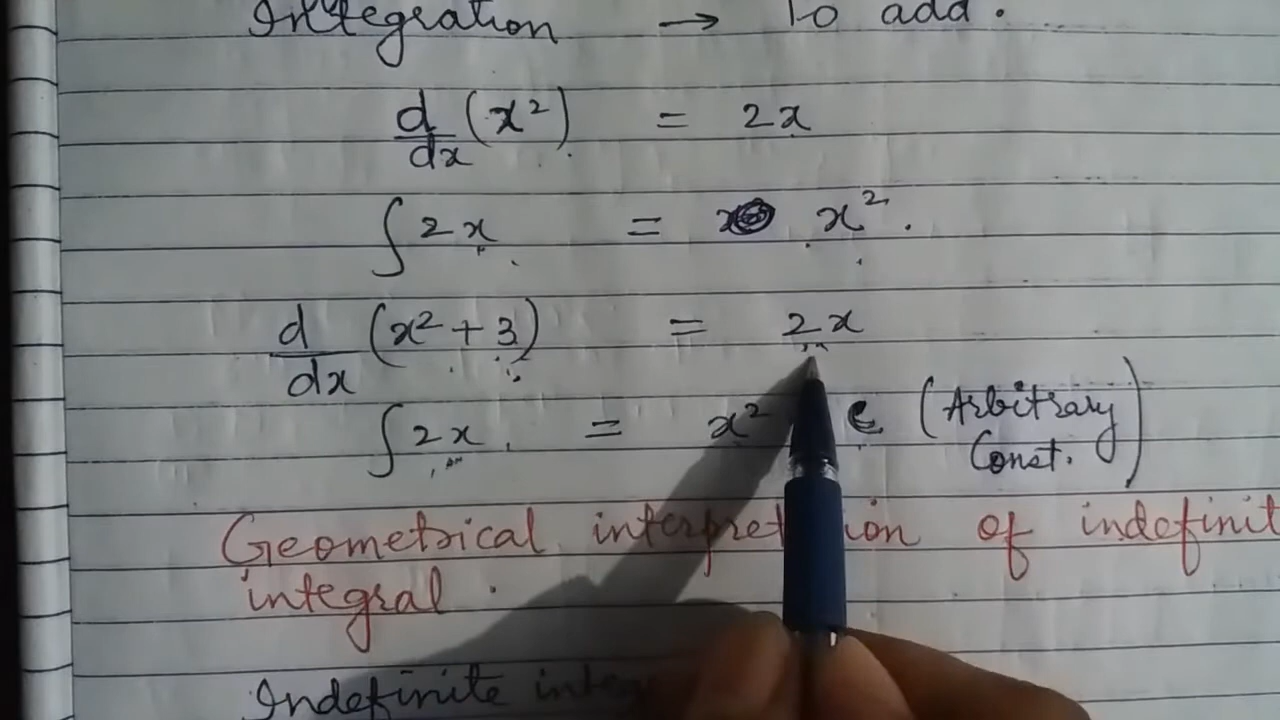 Integration → To add.
d/dx (x²) = 2x
∫ 2x = x x².
d/dx (x² + 3) = 2x
∫ 2x = x² c (Arbitrary Const.)
Geometrical interpret ion of indefinit
integral.
Indefinite